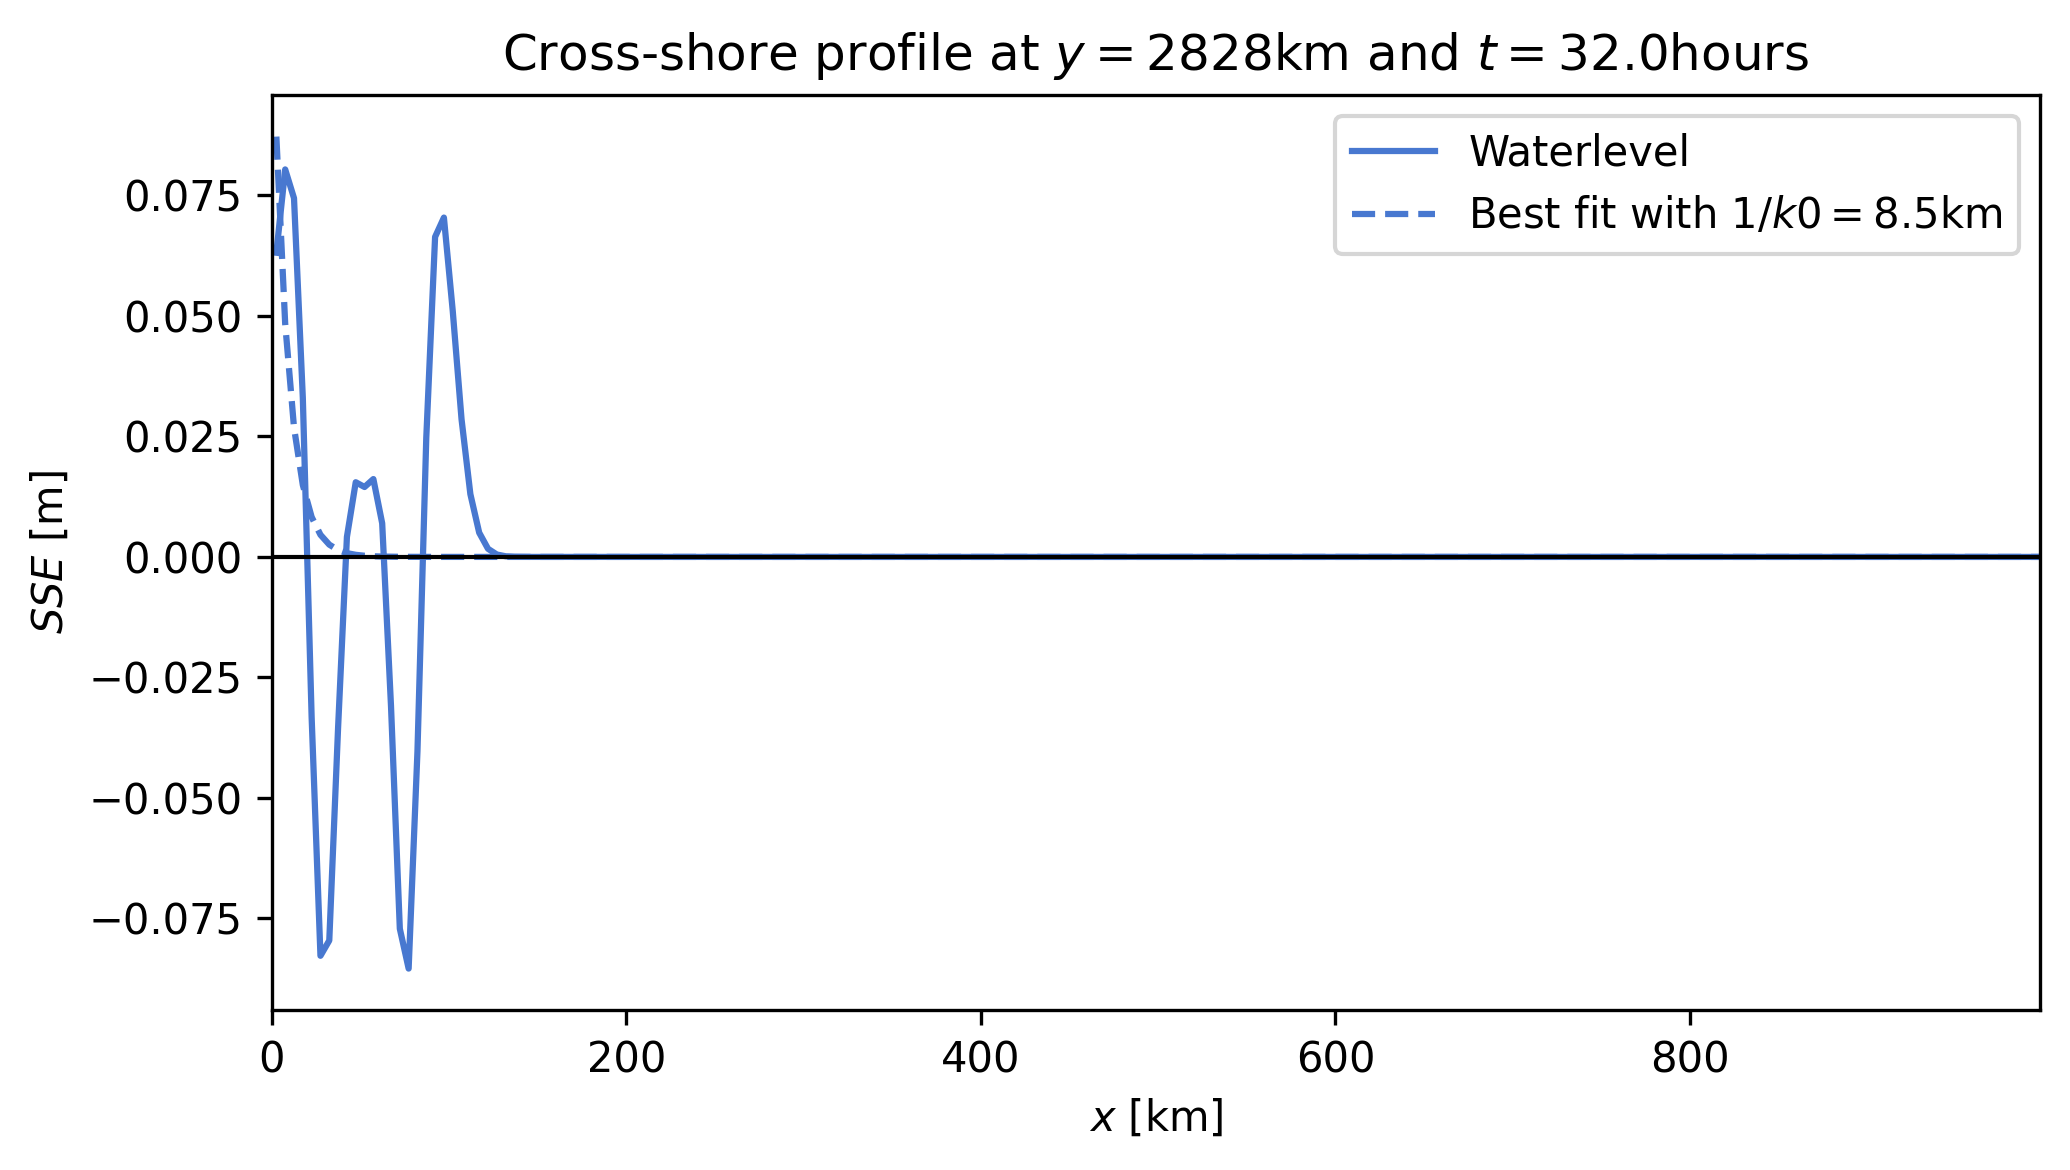 Cross-shore profile at y = 2828km and t = 32.0hours
Waterlevel
Best fit with 1/k0 = 8.5km
0.075
0.050
0.025
0.000
−0.025
−0.050
−0.075
SSE [m]
0 200 400 600 800
x [km]